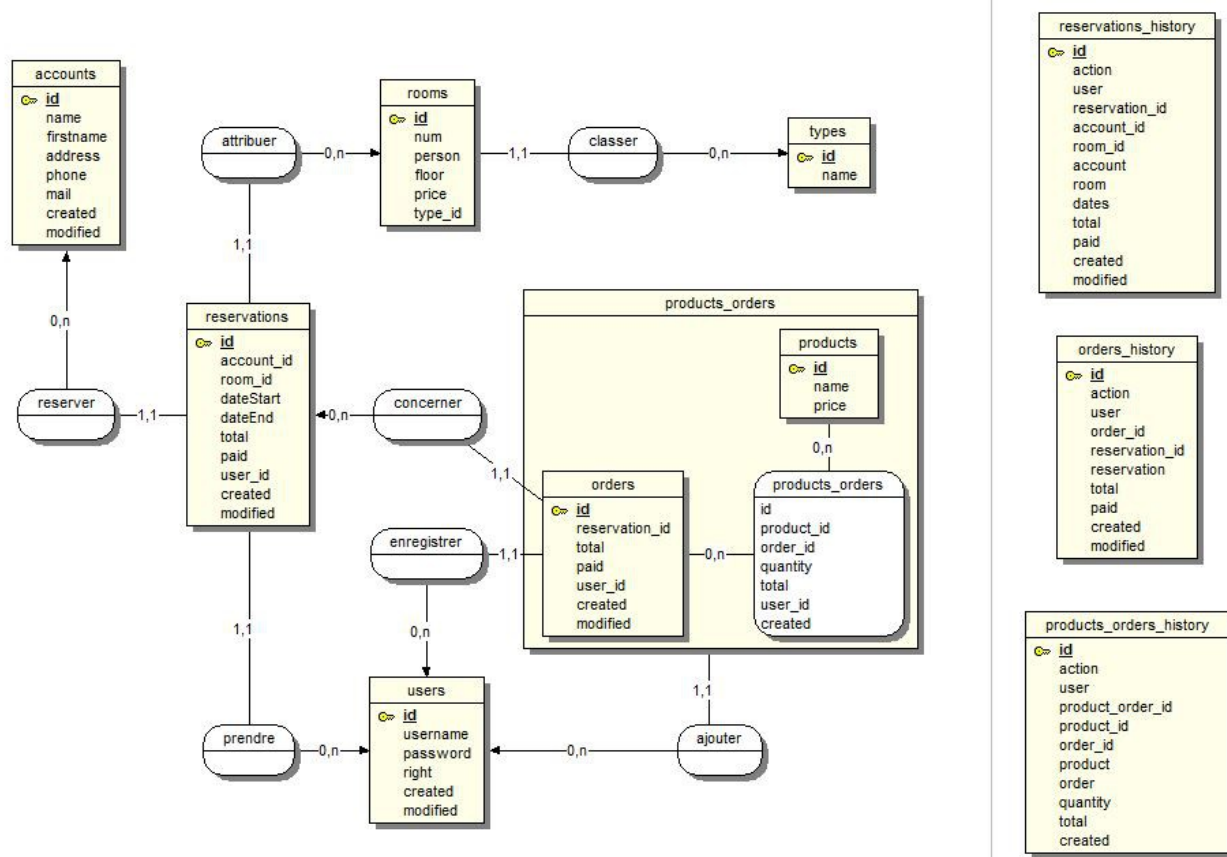 accounts
id
name
firstname
address
phone
mail
created
modified
attribuer
0,n
rooms
id
num
person
floor
price
type_id
1,1
classer
0,n
types
id
name
1,1
0,n
reserver
1,1
reservations
id
account_id
room_id
dateStart
dateEnd
total
paid
user_id
created
modified
0,n
concerner
1,1
products_orders
products
id
name
price
0,n
orders
id
reservation_id
total
paid
user_id
created
modified
0,n
products_orders
id
product_id
order_id
quantity
total
user_id
created
enregistrer
1,1
0,n
1,1
prendre
0,n
users
id
username
password
right
created
modified
0,n
ajouter
1,1
reservations_history
id
action
user
reservation_id
account_id
room_id
account
room
dates
total
paid
created
modified
orders_history
id
action
user
order_id
reservation_id
reservation
total
paid
created
modified
products_orders_history
id
action
user
product_order_id
product_id
order_id
product
order
quantity
total
created